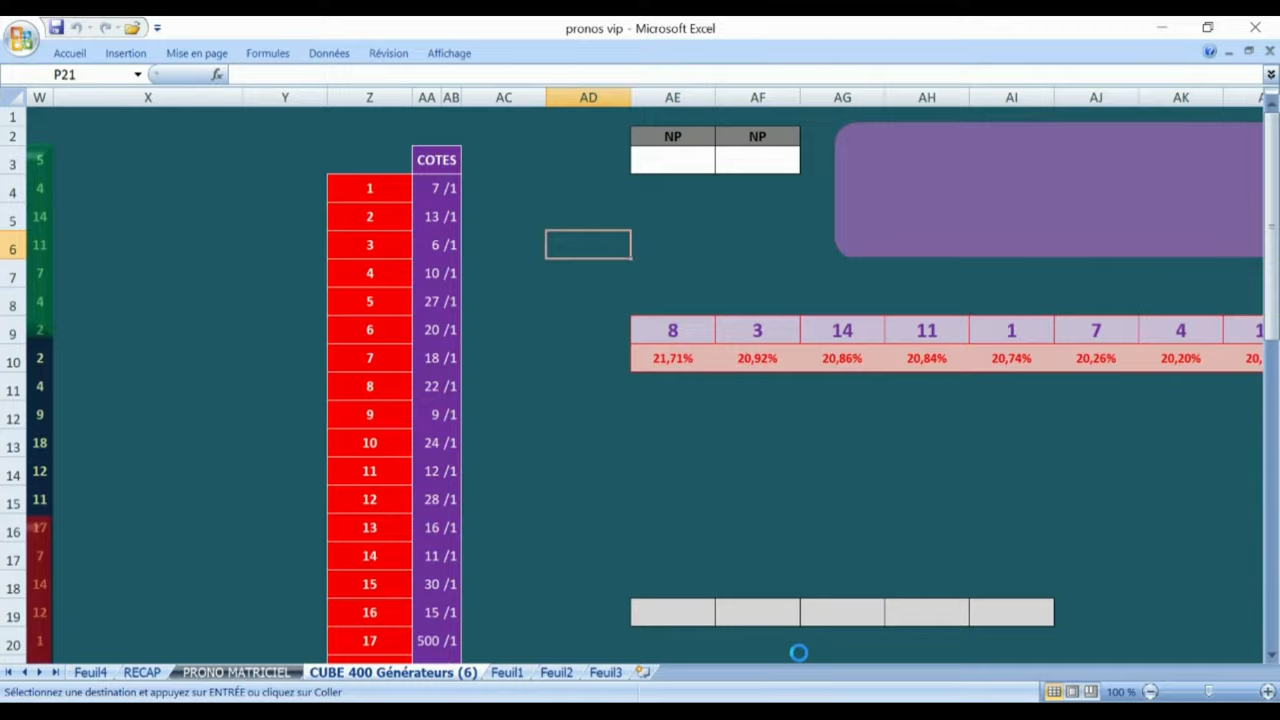 pronos vip - Microsoft Excel
Accueil Insertion Mise en page Formules Données Révision Affichage
P21 fx
W X Y Z AA AB AC AD AE AF AG AH AI AJ AK
1
2 NP NP
3 5 COTES
4 4 1 7 /1
5 14 2 13 /1
6 11 3 6 /1
7 7 4 10 /1
8 4 5 27 /1
9 2 6 20 /1 8 3 14 11 1 7 4
10 2 7 18 /1 21,71% 20,92% 20,86% 20,84% 20,74% 20,26% 20,20% 20,
11 4 8 22 /1
12 9 9 9 /1
13 18 10 24 /1
14 12 11 12 /1
15 11 12 28 /1
16 17 13 16 /1
17 7 14 11 /1
18 14 15 30 /1
19 12 16 15 /1
20 1 17 500 /1
Feuil4 RECAP PRONO MATRICIEL CUBE 400 Générateurs (6) Feuil1 Feuil2 Feuil3
Sélectionnez une destination et appuyez sur ENTRÉE ou cliquez sur Coller 100 %